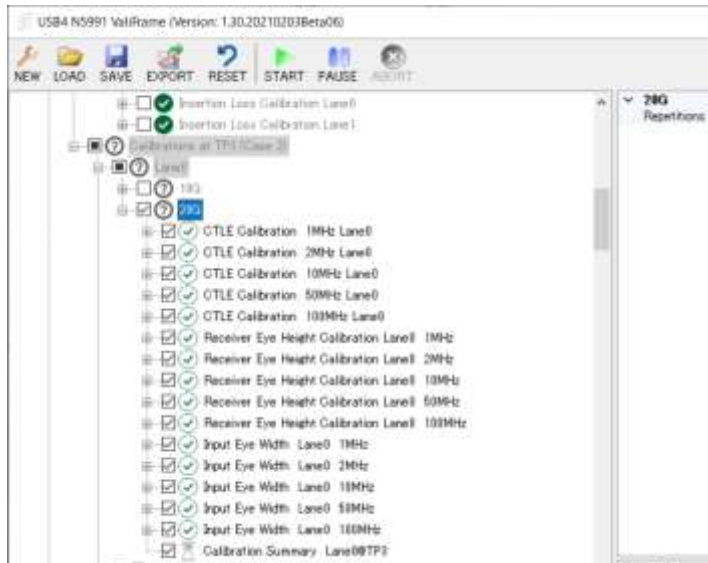 USB4 N5991 ValiFrame (Version: 1.30.20210203Beta06)
NEW LOAD SAVE EXPORT RESET START PAUSE ABORT
Insertion Loss Calibration Lane0
Insertion Loss Calibration Lane1
Calibrations at TP3 (Case 2)
Lane0
10G
20G
CTLE Calibration 1MHz Lane0
CTLE Calibration 2MHz Lane0
CTLE Calibration 10MHz Lane0
CTLE Calibration 50MHz Lane0
CTLE Calibration 100MHz Lane0
Receiver Eye Height Calibration Lane0 1MHz
Receiver Eye Height Calibration Lane0 2MHz
Receiver Eye Height Calibration Lane0 10MHz
Receiver Eye Height Calibration Lane0 50MHz
Receiver Eye Height Calibration Lane0 100MHz
Input Eye Width Lane0 1MHz
Input Eye Width Lane0 2MHz
Input Eye Width Lane0 10MHz
Input Eye Width Lane0 50MHz
Input Eye Width Lane0 100MHz
Calibration Summary Lane0@TP3
20G
Repetitions